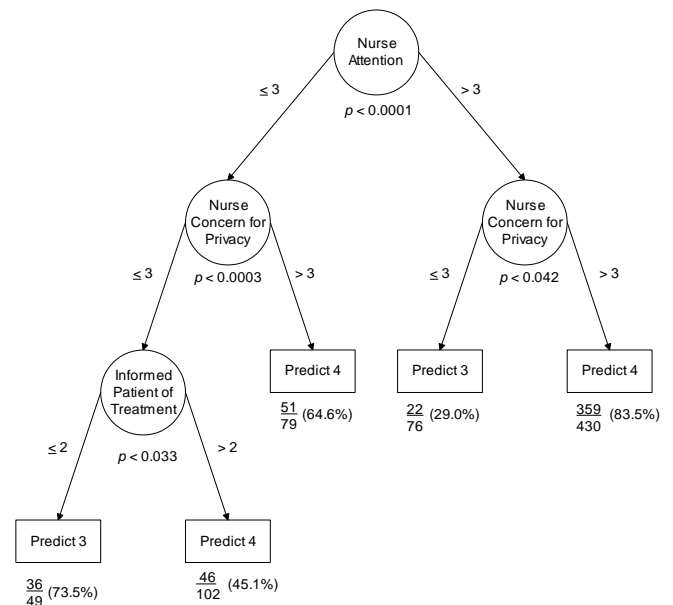 Nurse
Attention
≤ 3
> 3
p < 0.0001
Nurse
Concern for
Privacy
Nurse
Concern for
Privacy
≤ 3
p < 0.0003
> 3
≤ 3
p < 0.042
> 3
Informed
Patient of
Treatment
Predict 4
Predict 3
Predict 4
51
79 (64.6%)
22
76 (29.0%)
359
430 (83.5%)
≤ 2
p < 0.033
> 2
Predict 3
Predict 4
36
49 (73.5%)
46
102 (45.1%)